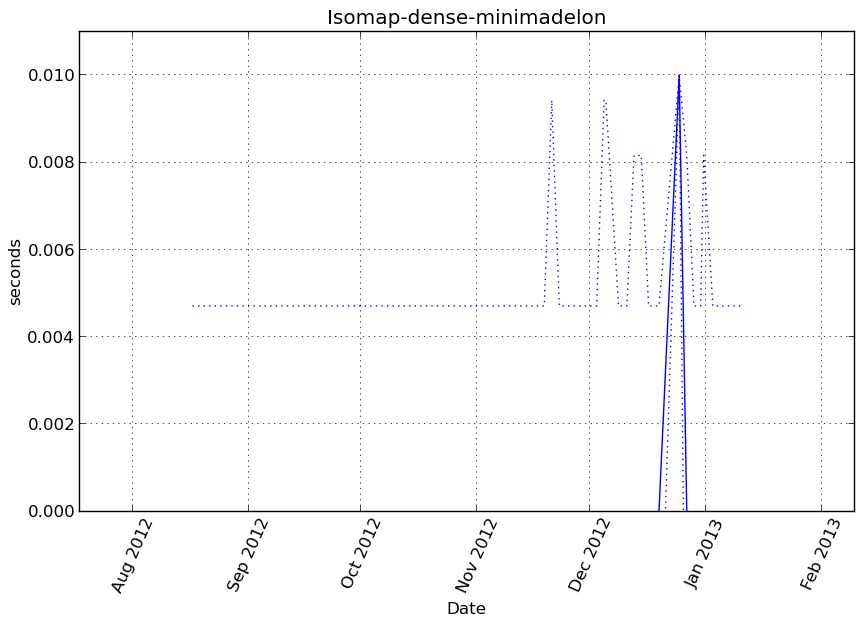 Isomap-dense-minimadelon
seconds
0.010
0.008
0.006
0.004
0.002
0.000
Aug 2012
Sep 2012
Oct 2012
Nov 2012
Dec 2012
Jan 2013
Feb 2013
Date